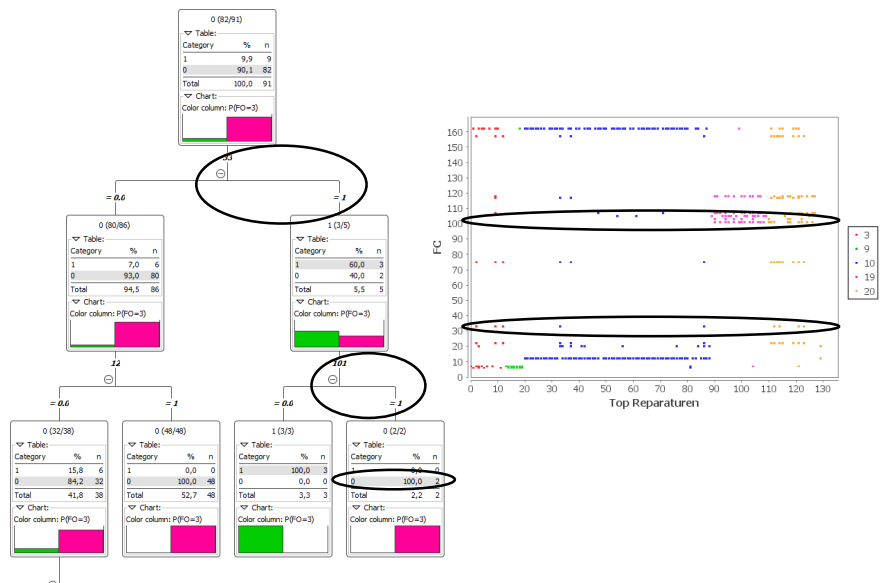 0 (82/91)
Table:
Category % n
1 9,9 9
0 90,1 82
Total 100,0 91
Chart:
Color column: P(FO=3)
33
= 0.0
= 1
0 (80/86)
Table:
Category % n
1 7,0 6
0 93,0 80
Total 94,5 86
Chart:
Color column: P(FO=3)
1 (3/5)
Table:
Category % n
1 60,0 3
0 40,0 2
Total 5,5 5
Chart:
Color column: P(FO=3)
12
= 0.0
= 1
101
= 0.0
= 1
0 (32/38)
Table:
Category % n
1 15,8 6
0 84,2 32
Total 41,8 38
Chart:
Color column: P(FO=3)
0 (48/48)
Table:
Category % n
1 0,0 0
0 100,0 48
Total 52,7 48
Chart:
Color column: P(FO=3)
1 (3/3)
Table:
Category % n
1 100,0 3
0 0,0 0
Total 3,3 3
Chart:
Color column: P(FO=3)
0 (2/2)
Table:
Category % n
1 0,0 0
0 100,0 2
Total 2,2 2
Chart:
Color column: P(FO=3)
160
150
140
130
120
110
100
90
80
70
60
50
40
30
20
10
0
FC
0 10 20 30 40 50 60 70 80 90 100 110 120 130
Top Reparaturen
3
9
10
19
20